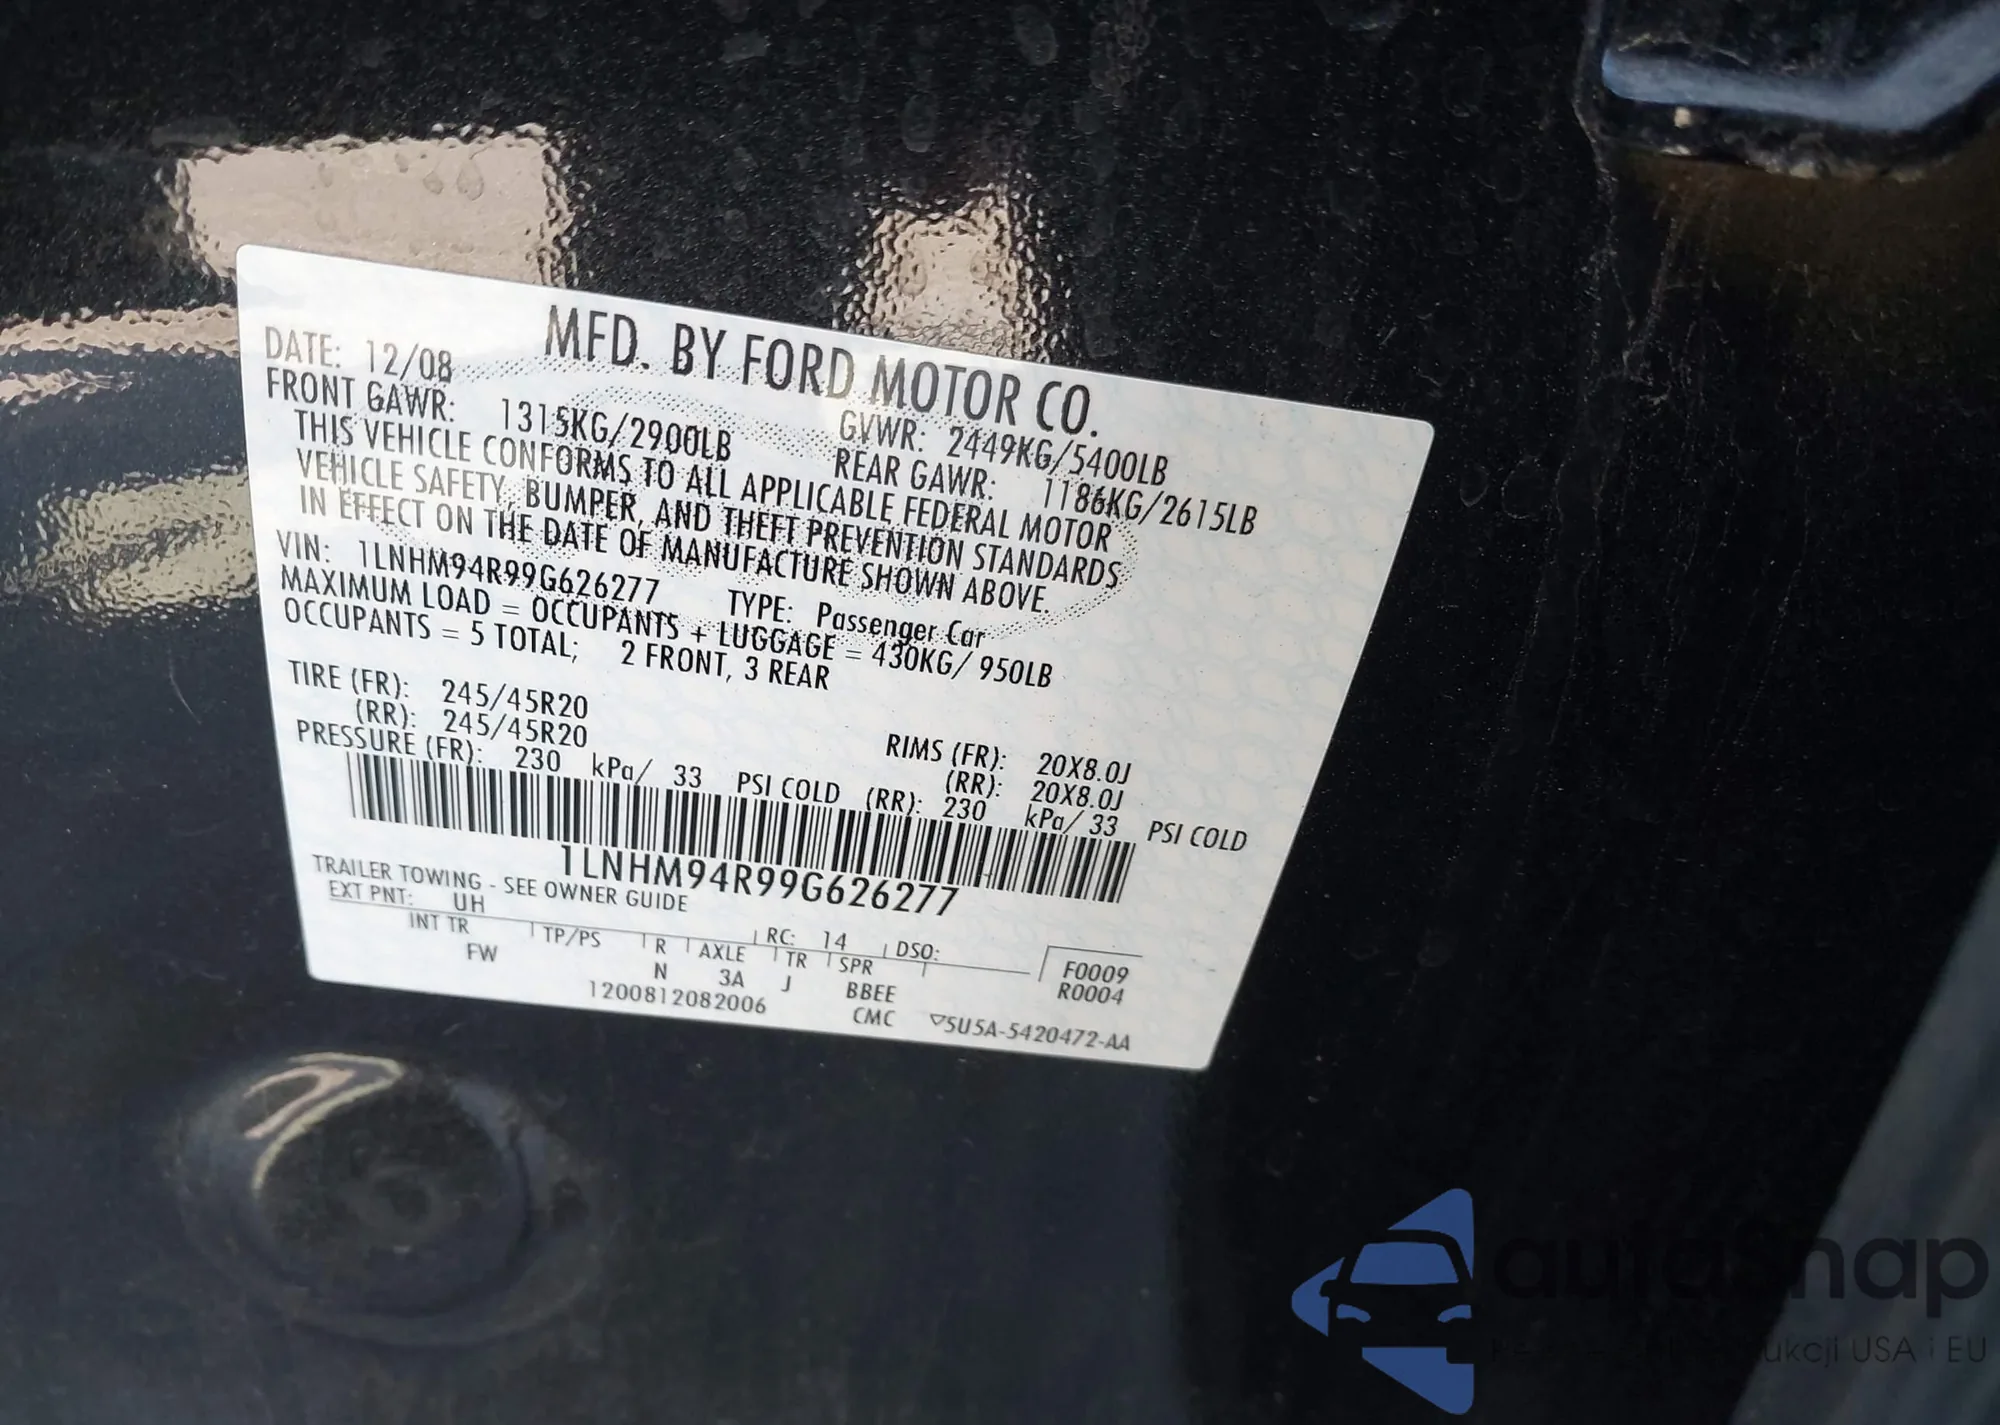 MFD. BY FORD MOTOR CO.
DATE: 12/08
GVWR: 2449KG/5400LB
FRONT GAWR: 1315KG/2900LB
REAR GAWR: 1186KG/2615LB
THIS VEHICLE CONFORMS TO ALL APPLICABLE FEDERAL MOTOR
VEHICLE SAFETY, BUMPER, AND THEFT PREVENTION STANDARDS
IN EFFECT ON THE DATE OF MANUFACTURE SHOWN ABOVE.
VIN: 1LNHM94R99G626277 TYPE: Passenger Car
MAXIMUM LOAD = OCCUPANTS + LUGGAGE = 430KG/ 950LB
OCCUPANTS = 5 TOTAL; 2 FRONT, 3 REAR
TIRE (FR): 245/45R20 RIMS (FR): 20X8.0J
(RR): 245/45R20 (RR): 20X8.0J
PRESSURE (FR): 230 kPa/ 33 PSI COLD (RR): 230 kPa/ 33 PSI COLD
1LNHM94R99G626277
TRAILER TOWING - SEE OWNER GUIDE
EXT PNT: UH RC: 14 DSO:
INT TR TP/PS R AXLE TR SPR F0009
FW N 3A J BBEE R0004
1200812082006 CMC ▽5U5A-5420472-AA
autosnap
USA i EU